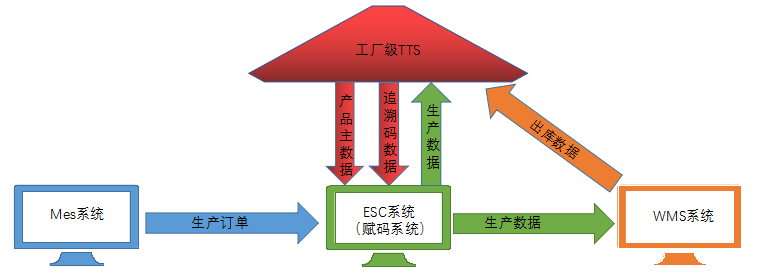 工厂级TTS
产品主数据
追溯码数据
生产数据
出库数据
Mes系统
生产订单
ESC系统
（赋码系统）
生产数据
WMS系统